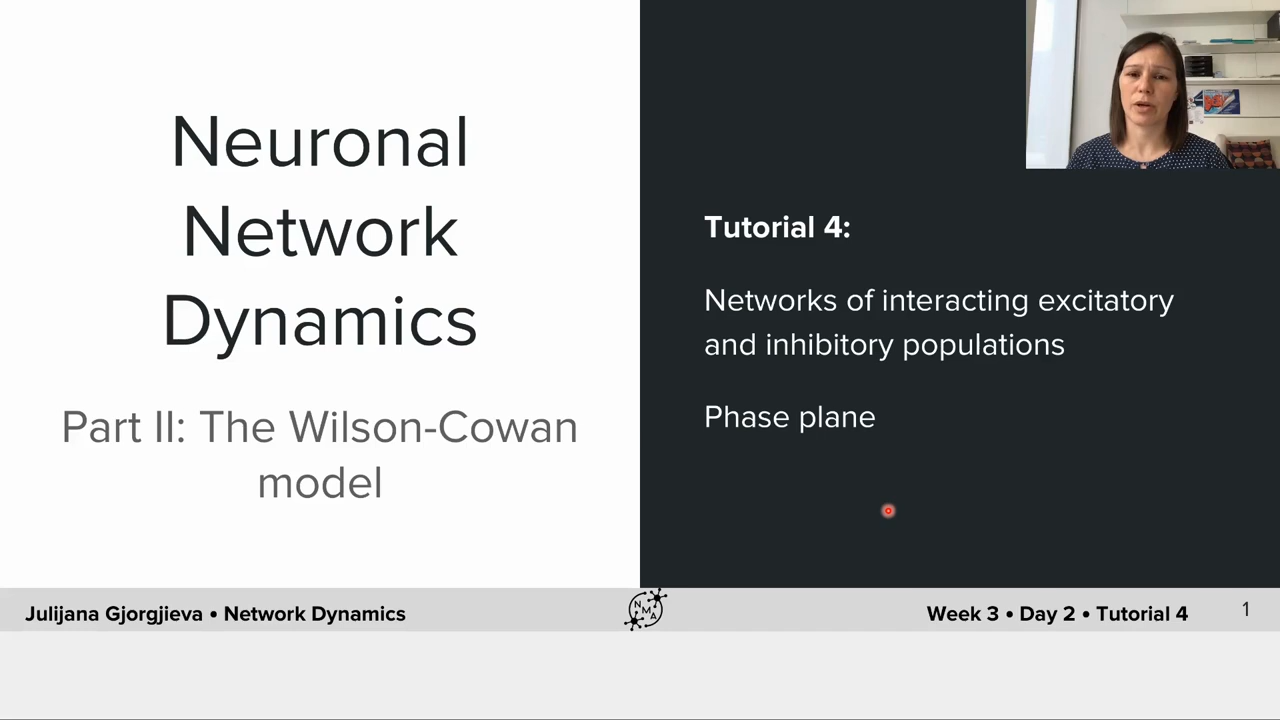 Neuronal
Network
Dynamics
Part II: The Wilson-Cowan
model
Tutorial 4:
Networks of interacting excitatory
and inhibitory populations
Phase plane
Julijana Gjorgjieva • Network Dynamics
N
M
A
Week 3 • Day 2 • Tutorial 4
1